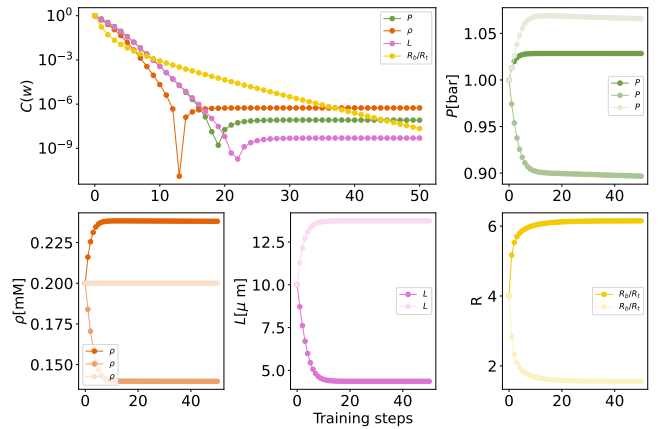 10⁰
10⁻³
10⁻⁶
10⁻⁹
C(w)
P
ρ
L
R_b/R_t
0
10
20
30
40
50
1.05
1.00
0.95
0.90
P[bar]
P
P
P
0
20
40
0.225
0.200
0.175
0.150
ρ[mM]
ρ
ρ
ρ
0
20
40
12.5
10.0
7.5
5.0
L[μ m]
L
L
0
20
40
Training steps
6
4
2
R
R_b/R_t
R_b/R_t
0
20
40